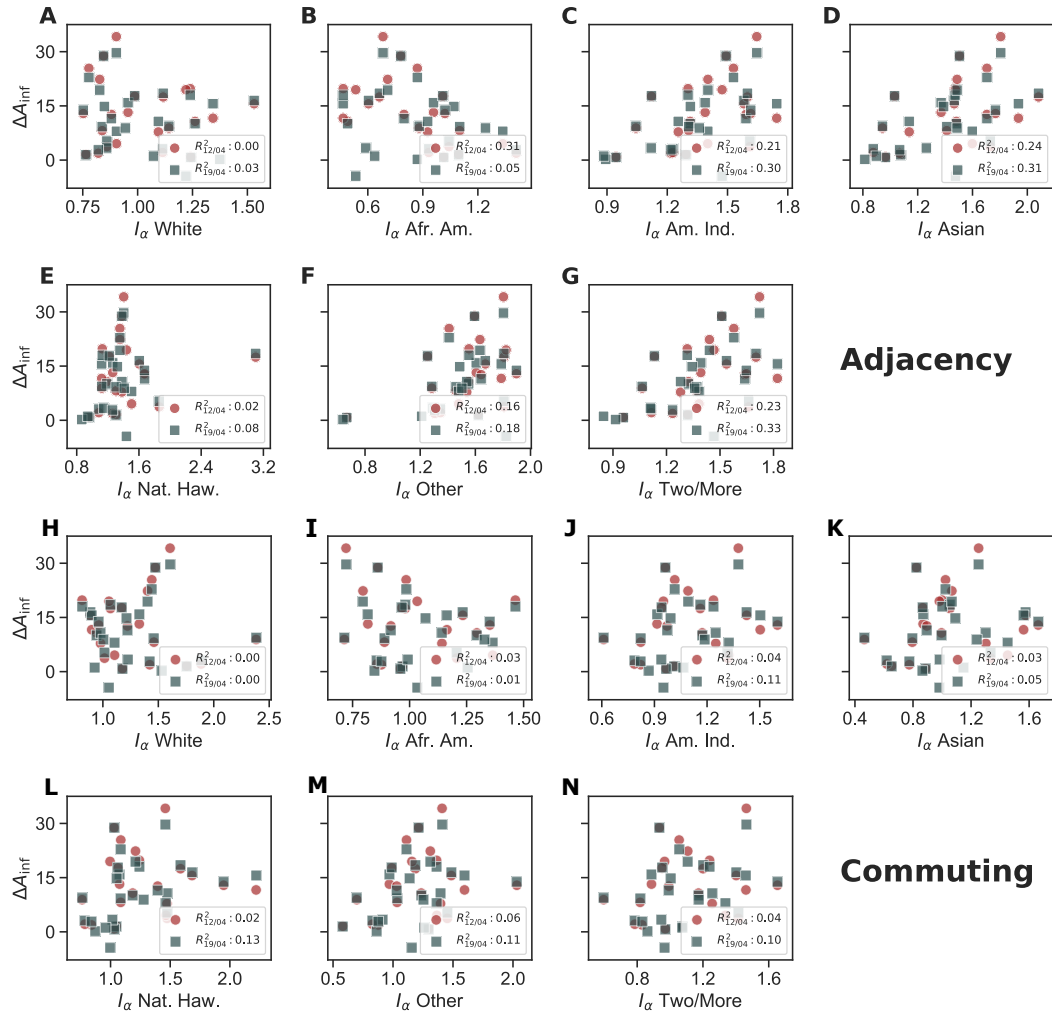 A
B
C
D
30
15
0
ΔA_inf
0.75 1.00 1.25 1.50
I_α White
R²_12/04 : 0.00
R²_19/04 : 0.03
0.6 0.9 1.2
I_α Afr. Am.
R²_12/04 : 0.31
R²_19/04 : 0.05
0.9 1.2 1.5 1.8
I_α Am. Ind.
R²_12/04 : 0.21
R²_19/04 : 0.30
1.0 1.5 2.0
I_α Asian
R²_12/04 : 0.24
R²_19/04 : 0.31
E
F
G
30
15
0
ΔA_inf
0.8 1.6 2.4 3.2
I_α Nat. Haw.
R²_12/04 : 0.02
R²_19/04 : 0.08
0.8 1.2 1.6 2.0
I_α Other
R²_12/04 : 0.16
R²_19/04 : 0.18
0.9 1.2 1.5 1.8
I_α Two/More
R²_12/04 : 0.23
R²_19/04 : 0.33
Adjacency
H
I
J
K
30
15
0
ΔA_inf
1.0 1.5 2.0 2.5
I_α White
R²_12/04 : 0.00
R²_19/04 : 0.00
0.75 1.00 1.25 1.50
I_α Afr. Am.
R²_12/04 : 0.03
R²_19/04 : 0.01
0.6 0.9 1.2 1.5
I_α Am. Ind.
R²_12/04 : 0.04
R²_19/04 : 0.11
0.4 0.8 1.2 1.6
I_α Asian
R²_12/04 : 0.03
R²_19/04 : 0.05
L
M
N
30
15
0
ΔA_inf
1.0 1.5 2.0
I_α Nat. Haw.
R²_12/04 : 0.02
R²_19/04 : 0.13
0.5 1.0 1.5 2.0
I_α Other
R²_12/04 : 0.06
R²_19/04 : 0.11
0.8 1.2 1.6
I_α Two/More
R²_12/04 : 0.04
R²_19/04 : 0.10
Commuting